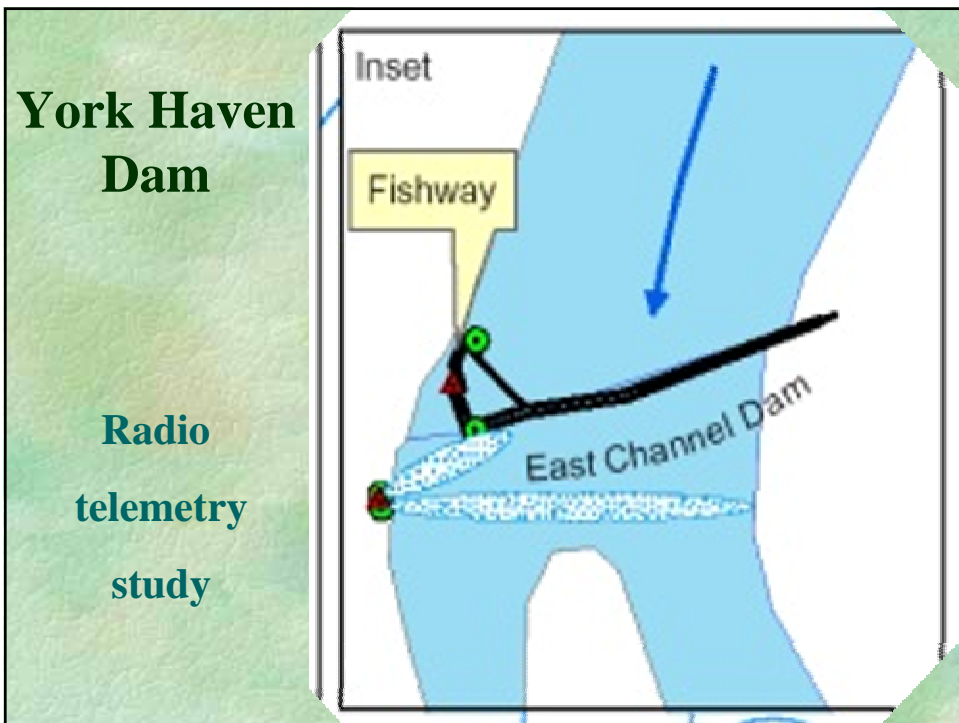 York Haven
Dam
Radio
telemetry
study
Inset
Fishway
East Channel Dam